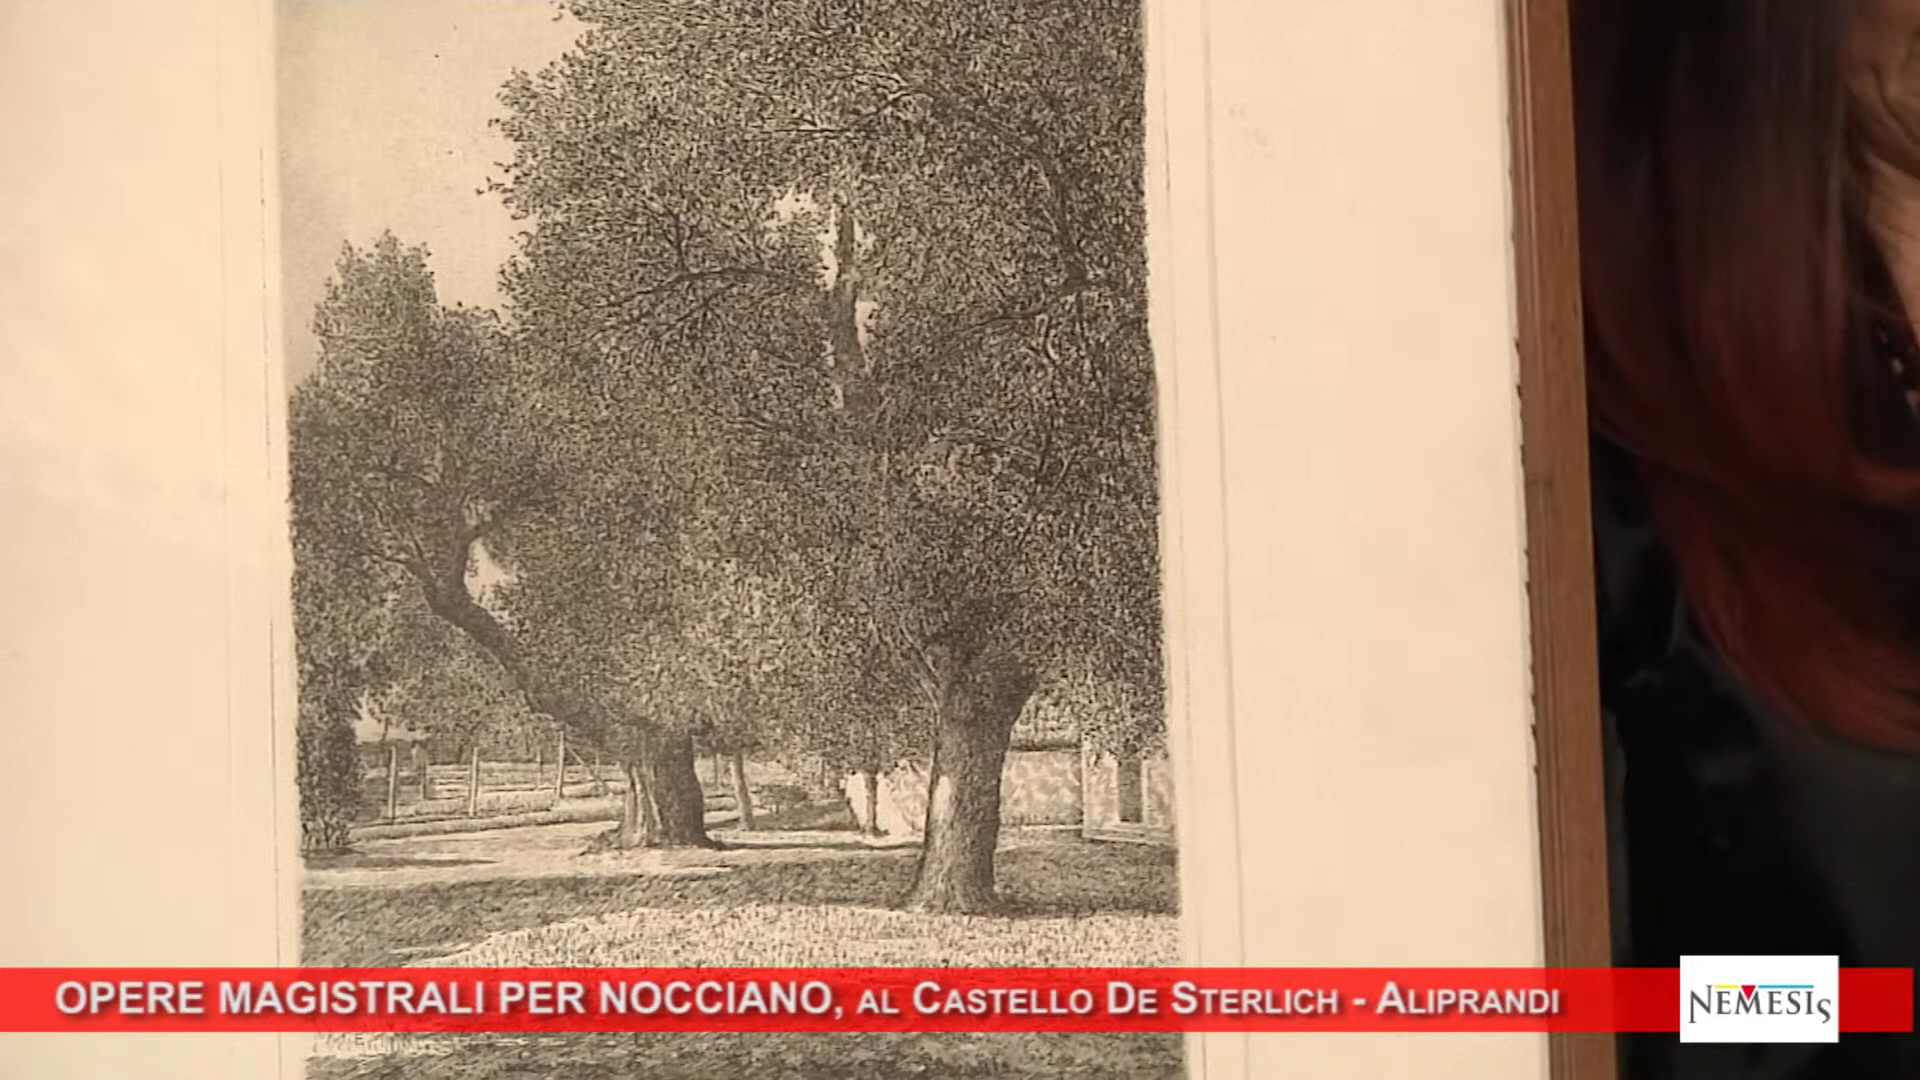 OPERE MAGISTRALI PER NOCCIANO, AL CASTELLO DE STERLICH - ALIPRANDI
NEMESIS